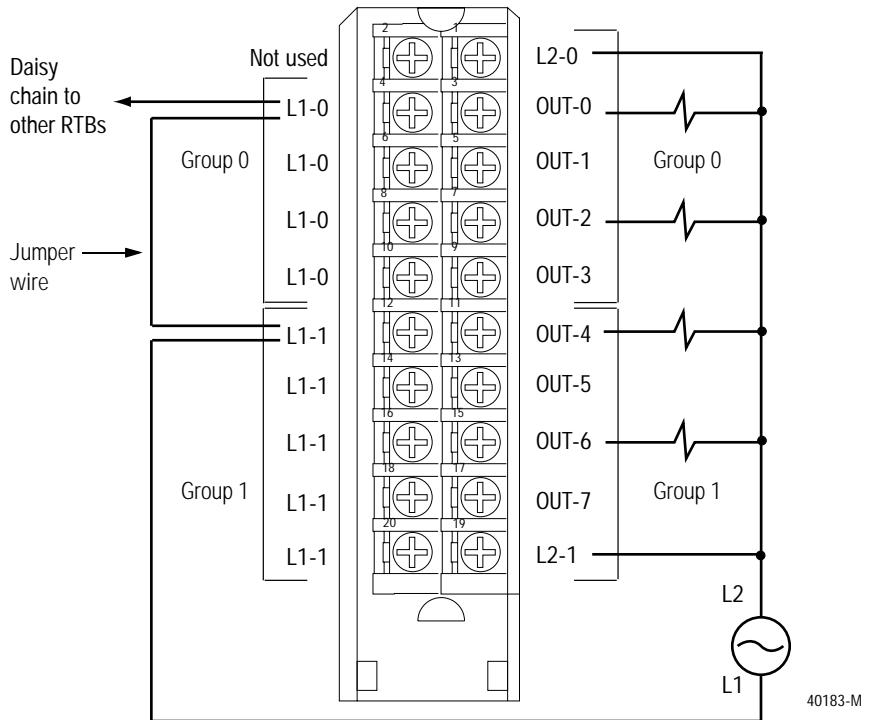 2 1
Not used L2-0
Daisy
chain to
other RTBs
4 3
L1-0 OUT-0
6 5
Group 0 L1-0 OUT-1 Group 0
8 7
L1-0 OUT-2
Jumper
wire
10 9
L1-0 OUT-3
12 11
L1-1 OUT-4
14 13
L1-1 OUT-5
16 15
L1-1 OUT-6
18 17
Group 1 L1-1 OUT-7 Group 1
20 19
L1-1 L2-1
L2
L1
40183-M